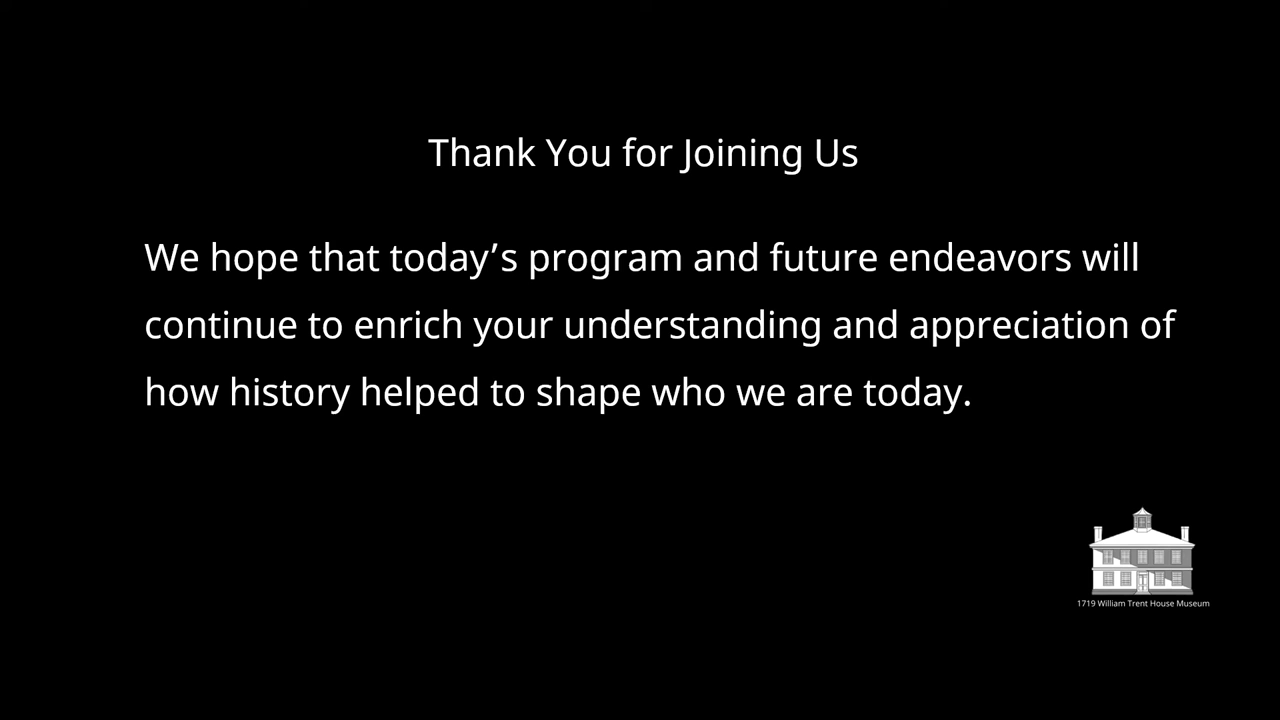 Thank You for Joining Us
We hope that today’s program and future endeavors will
continue to enrich your understanding and appreciation of
how history helped to shape who we are today.
1719 William Trent House Museum